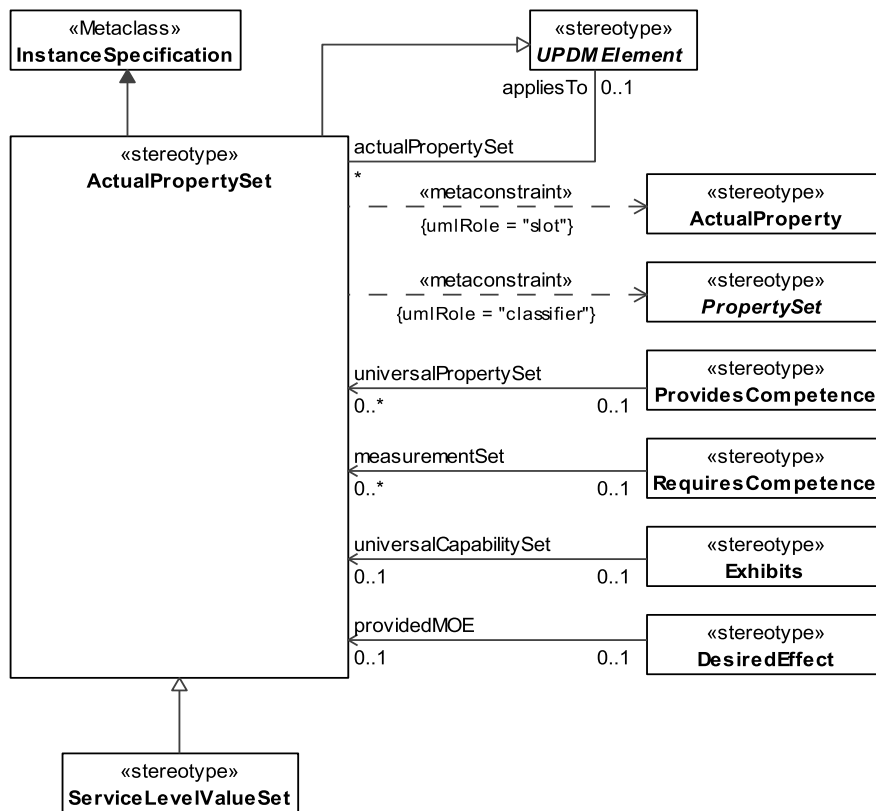 «Metaclass»
InstanceSpecification
«stereotype»
UPDMElement
appliesTo 0..1
«stereotype»
ActualPropertySet
actualPropertySet
*
«metaconstraint»
{umlRole = "slot"}
«stereotype»
ActualProperty
«metaconstraint»
{umlRole = "classifier"}
«stereotype»
PropertySet
universalPropertySet
0..* 0..1
«stereotype»
ProvidesCompetence
measurementSet
0..* 0..1
«stereotype»
RequiresCompetence
universalCapabilitySet
0..1 0..1
«stereotype»
Exhibits
providedMOE
0..1 0..1
«stereotype»
DesiredEffect
«stereotype»
ServiceLevelValueSet